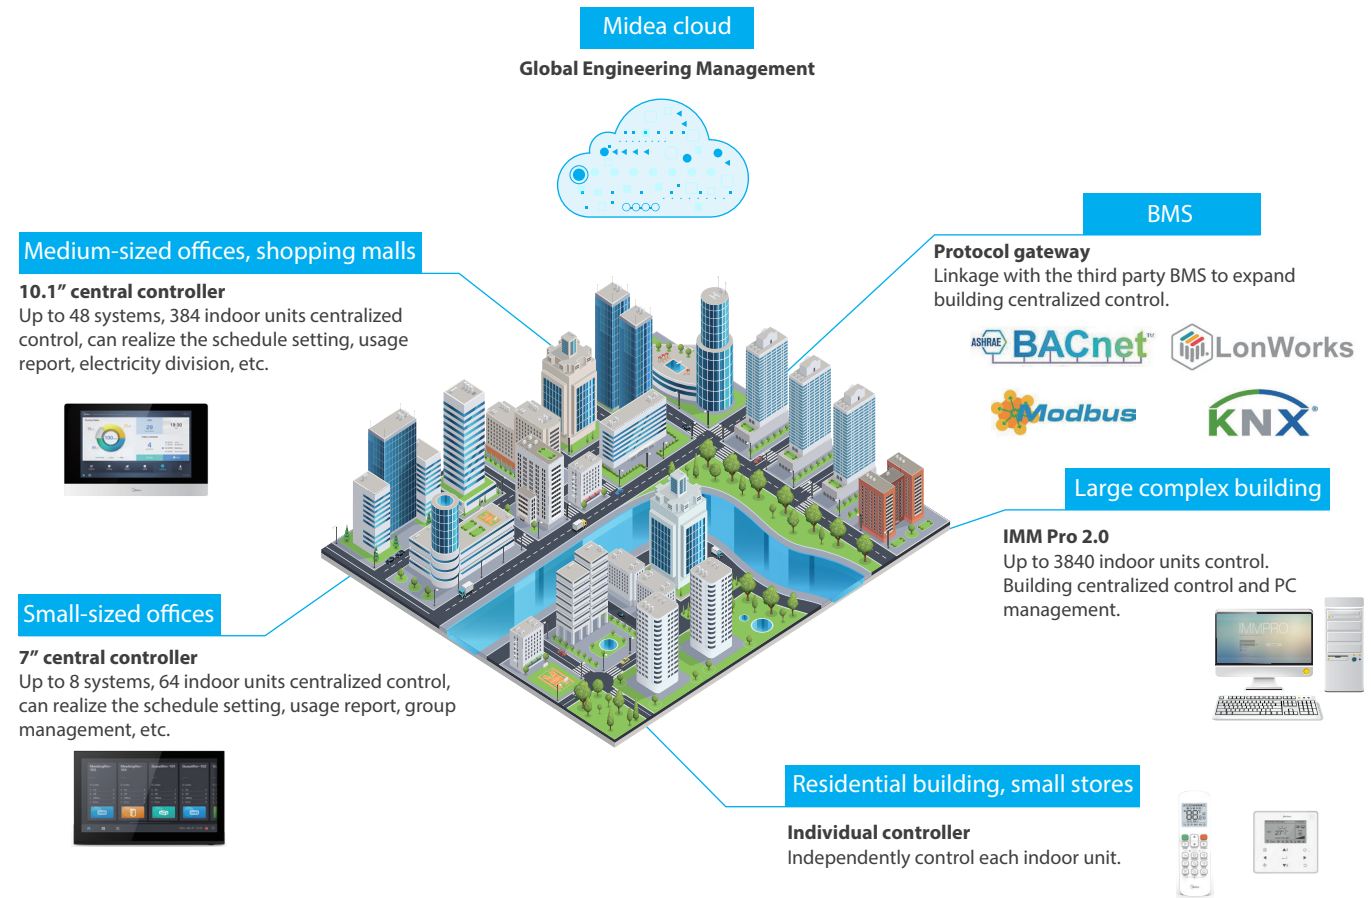 Midea cloud
Global Engineering Management
Medium-sized offices, shopping malls
10.1” central controller
Up to 48 systems, 384 indoor units centralized
control, can realize the schedule setting, usage
report, electricity division, etc.
BMS
Protocol gateway
Linkage with the third party BMS to expand
building centralized control.
ASHRAE BACnet™
LonWorks
Modbus
KNX®
Large complex building
IMM Pro 2.0
Up to 3840 indoor units control.
Building centralized control and PC
management.
IMMPRO
Small-sized offices
7” central controller
Up to 8 systems, 64 indoor units centralized control,
can realize the schedule setting, usage report, group
management, etc.
Residential building, small stores
Individual controller
Independently control each indoor unit.